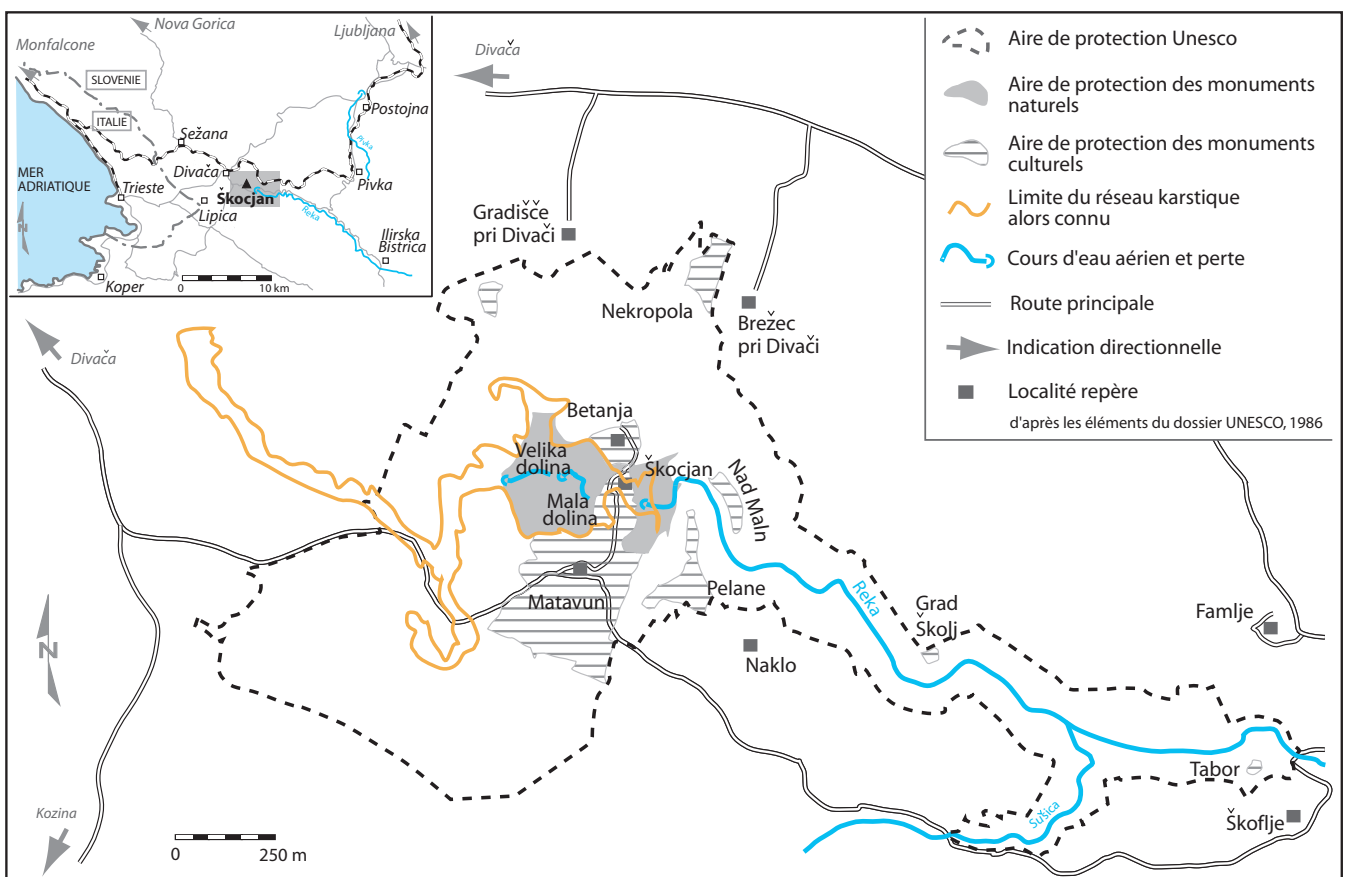 Nova Gorica
Ljubljana
Monfalcone
SLOVENIE
ITALIE
Postojna
Sežana
Pivka
Divača
Pivka
MER
ADRIATIQUE
Trieste
Škocjan
Lipica
Reka
Ilirska
Bistrica
Koper
0 10 km
N
Divača
Aire de protection Unesco
Aire de protection des monuments
naturels
Aire de protection des monuments
culturels
Limite du réseau karstique
alors connu
Cours d'eau aérien et perte
Route principale
Indication directionnelle
Localité repère
d'après les éléments du dossier UNESCO, 1986
Gradišče
pri Divači
Nekropola
Brežec
pri Divači
Divača
Betanja
Velika
dolina
Škocjan
Mala
dolina
Nad Maln
Matavun
Pelane
Reka
Grad
Školj
Famlje
N
Naklo
Tabor
Sušica
Škoflje
Kozina
0 250 m